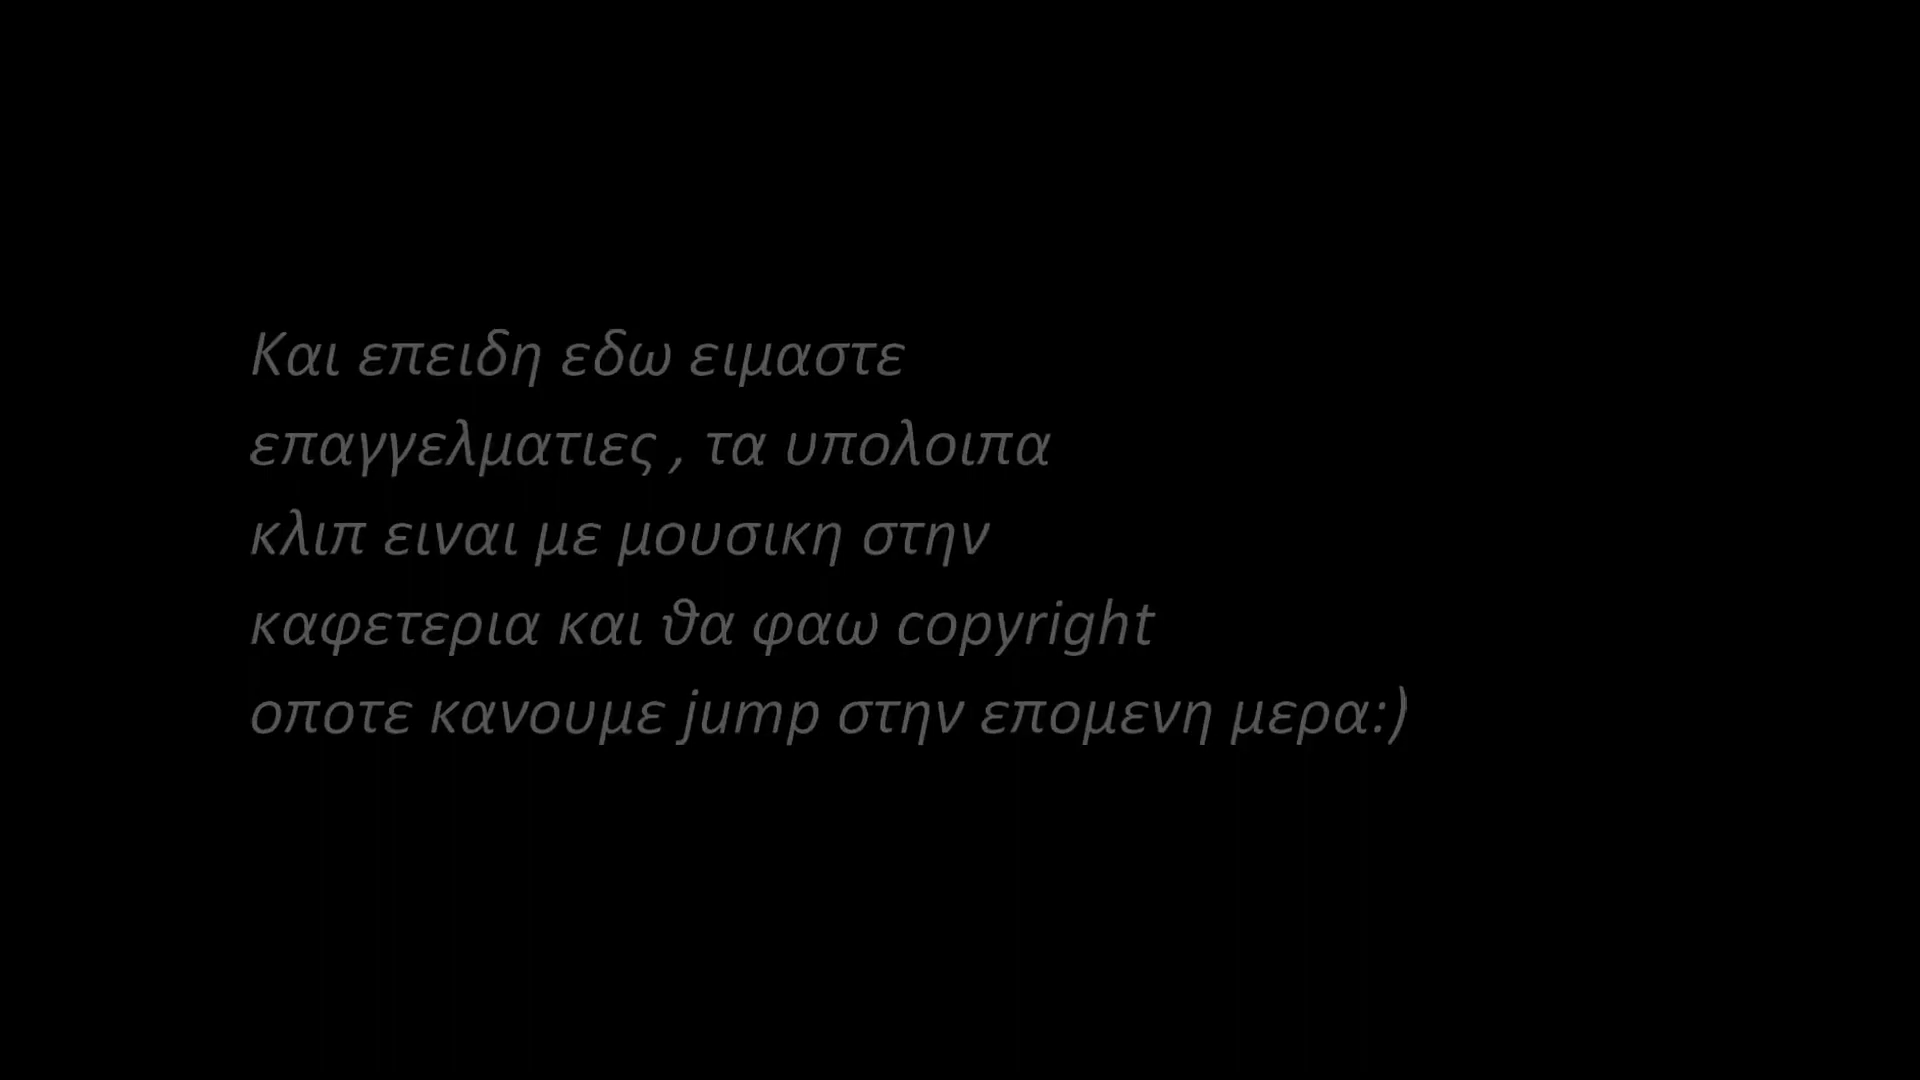 Και επειδη εδω ειμαστε
επαγγελματιες , τα υπολοιπα
κλιπ ειναι με μουσικη στην
καφετερια και θα φαω copyright
οποτε κανουμε jump στην επομενη μερα:)